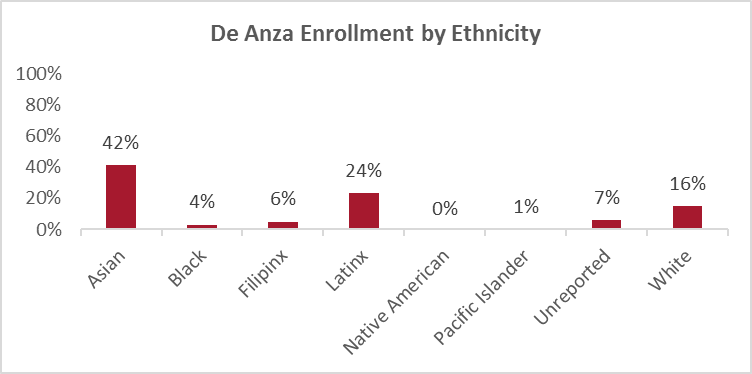 De Anza Enrollment by Ethnicity
100%
80%
60%
40%
20%
0%
42%
4%
6%
24%
0%
1%
7%
16%
Asian
Black
Filipinx
Latinx
Native American
Pacific Islander
Unreported
White